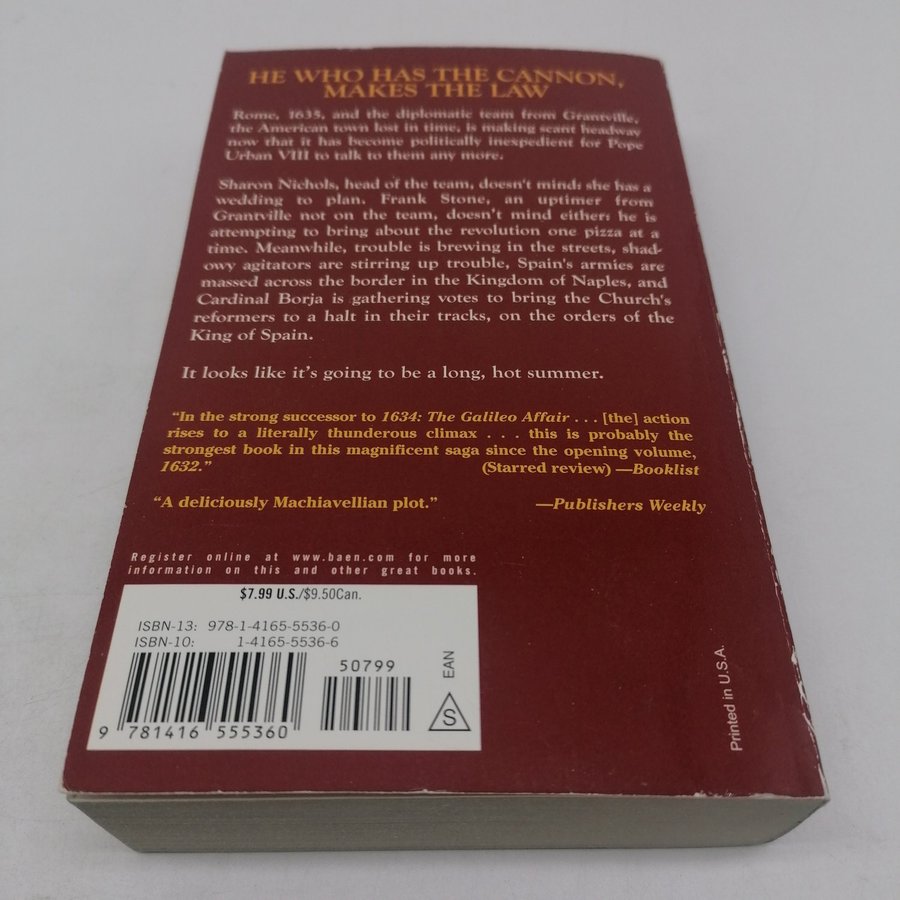 HE WHO HAS THE CANNON,
MAKES THE LAW
Rome, 1635, and the diplomatic team from Grantville,
the American town lost in time, is making scant headway
now that it has become politically inexpedient for Pope
Urban VIII to talk to them any more.
Sharon Nichols, head of the team, doesn't mind: she has a
wedding to plan. Frank Stone, an uptimer from
Grantville not on the team, doesn't mind either: he is
attempting to bring about the revolution one pizza at a
time. Meanwhile, trouble is brewing in the streets, shad-
owy agitators are stirring up trouble, Spain's armies are
massed across the border in the Kingdom of Naples, and
Cardinal Borja is gathering votes to bring the Church's
reformers to a halt in their tracks, on the orders of the
King of Spain.
It looks like it's going to be a long, hot summer.
“In the strong successor to 1634: The Galileo Affair . . . [the] action
rises to a literally thunderous climax . . . this is probably the
strongest book in this magnificent saga since the opening volume,
1632.” (Starred review) —Booklist
“A deliciously Machiavellian plot.” —Publishers Weekly
Register online at www.baen.com for more
information on this and other great books.
$7.99 U.S./$9.50Can.
ISBN-13: 978-1-4165-5536-0
ISBN-10: 1-4165-5536-6
50799
EAN
S
9 781416 555360
Printed in U.S.A.